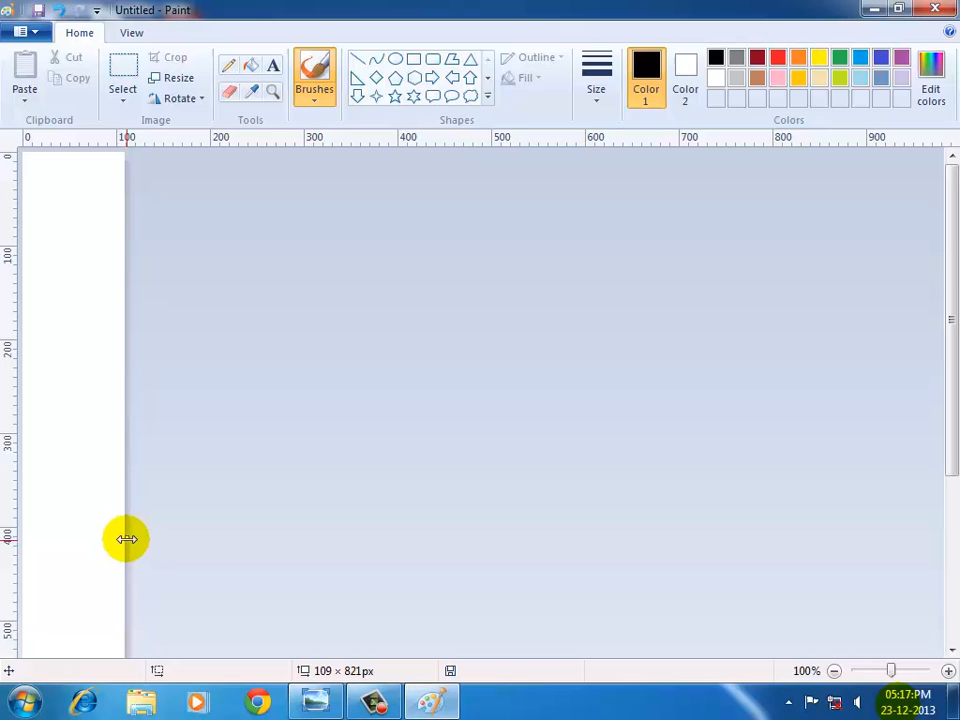 Untitled - Paint
Home View
Paste
Cut
Copy
Clipboard
Select
Crop
Resize
Rotate
Image
A
Tools
Brushes
Outline
Fill
Shapes
Size
Color 1
Color 2
Edit colors
Colors
0 100 200 300 400 500 600 700 800 900
0
100
200
300
400
500
109 × 821px
100%
05:17:PM
23-12-2013